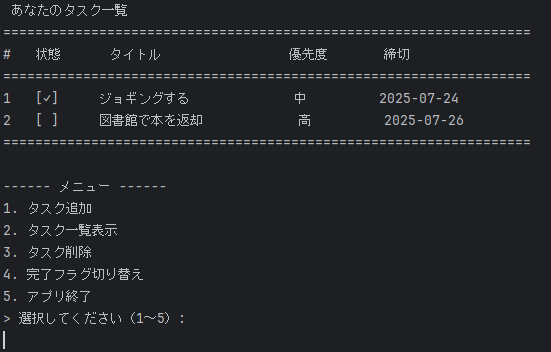 あなたのタスク一覧
================================================================
# 状態 タイトル 優先度 締切
================================================================
1 [✓] ジョギングする 中 2025-07-24
2 [ ] 図書館で本を返却 高 2025-07-26
================================================================
------ メニュー ------
1. タスク追加
2. タスク一覧表示
3. タスク削除
4. 完了フラグ切り替え
5. アプリ終了
> 選択してください（1〜5）: